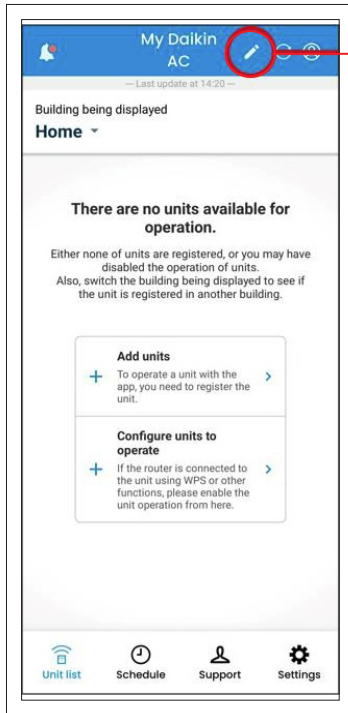 My Daikin
AC
— Last update at 14:20 —
Building being displayed
Home
There are no units available for
operation.
Either none of units are registered, or you may have
disabled the operation of units.
Also, switch the building being displayed to see if
the unit is registered in another building.
Add units
To operate a unit with the
app, you need to register the
unit.
Configure units to
operate
If the router is connected to
the unit using WPS or other
functions, please enable the
unit operation from here.
Unit list
Schedule
Support
Settings